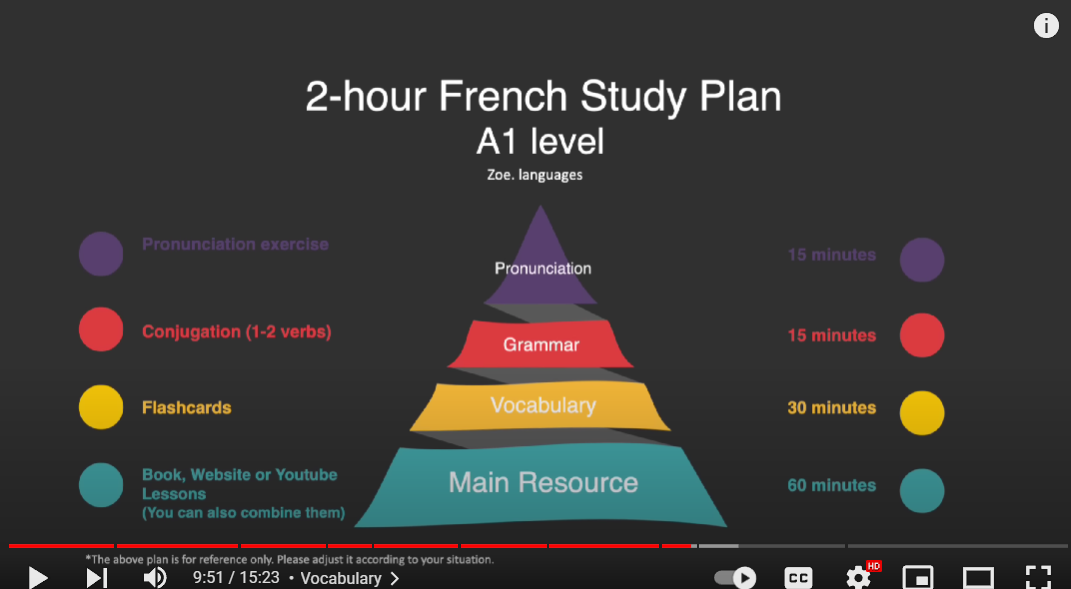 2-hour French Study Plan
A1 level
Zoe. languages
Pronunciation exercise
Pronunciation
15 minutes
Conjugation (1-2 verbs)
Grammar
15 minutes
Flashcards
Vocabulary
30 minutes
Book, Website or Youtube
Lessons
(You can also combine them)
Main Resource
60 minutes
*The above plan is for reference only. Please adjust it according to your situation.
9:51 / 15:23 • Vocabulary
CC
HD
i